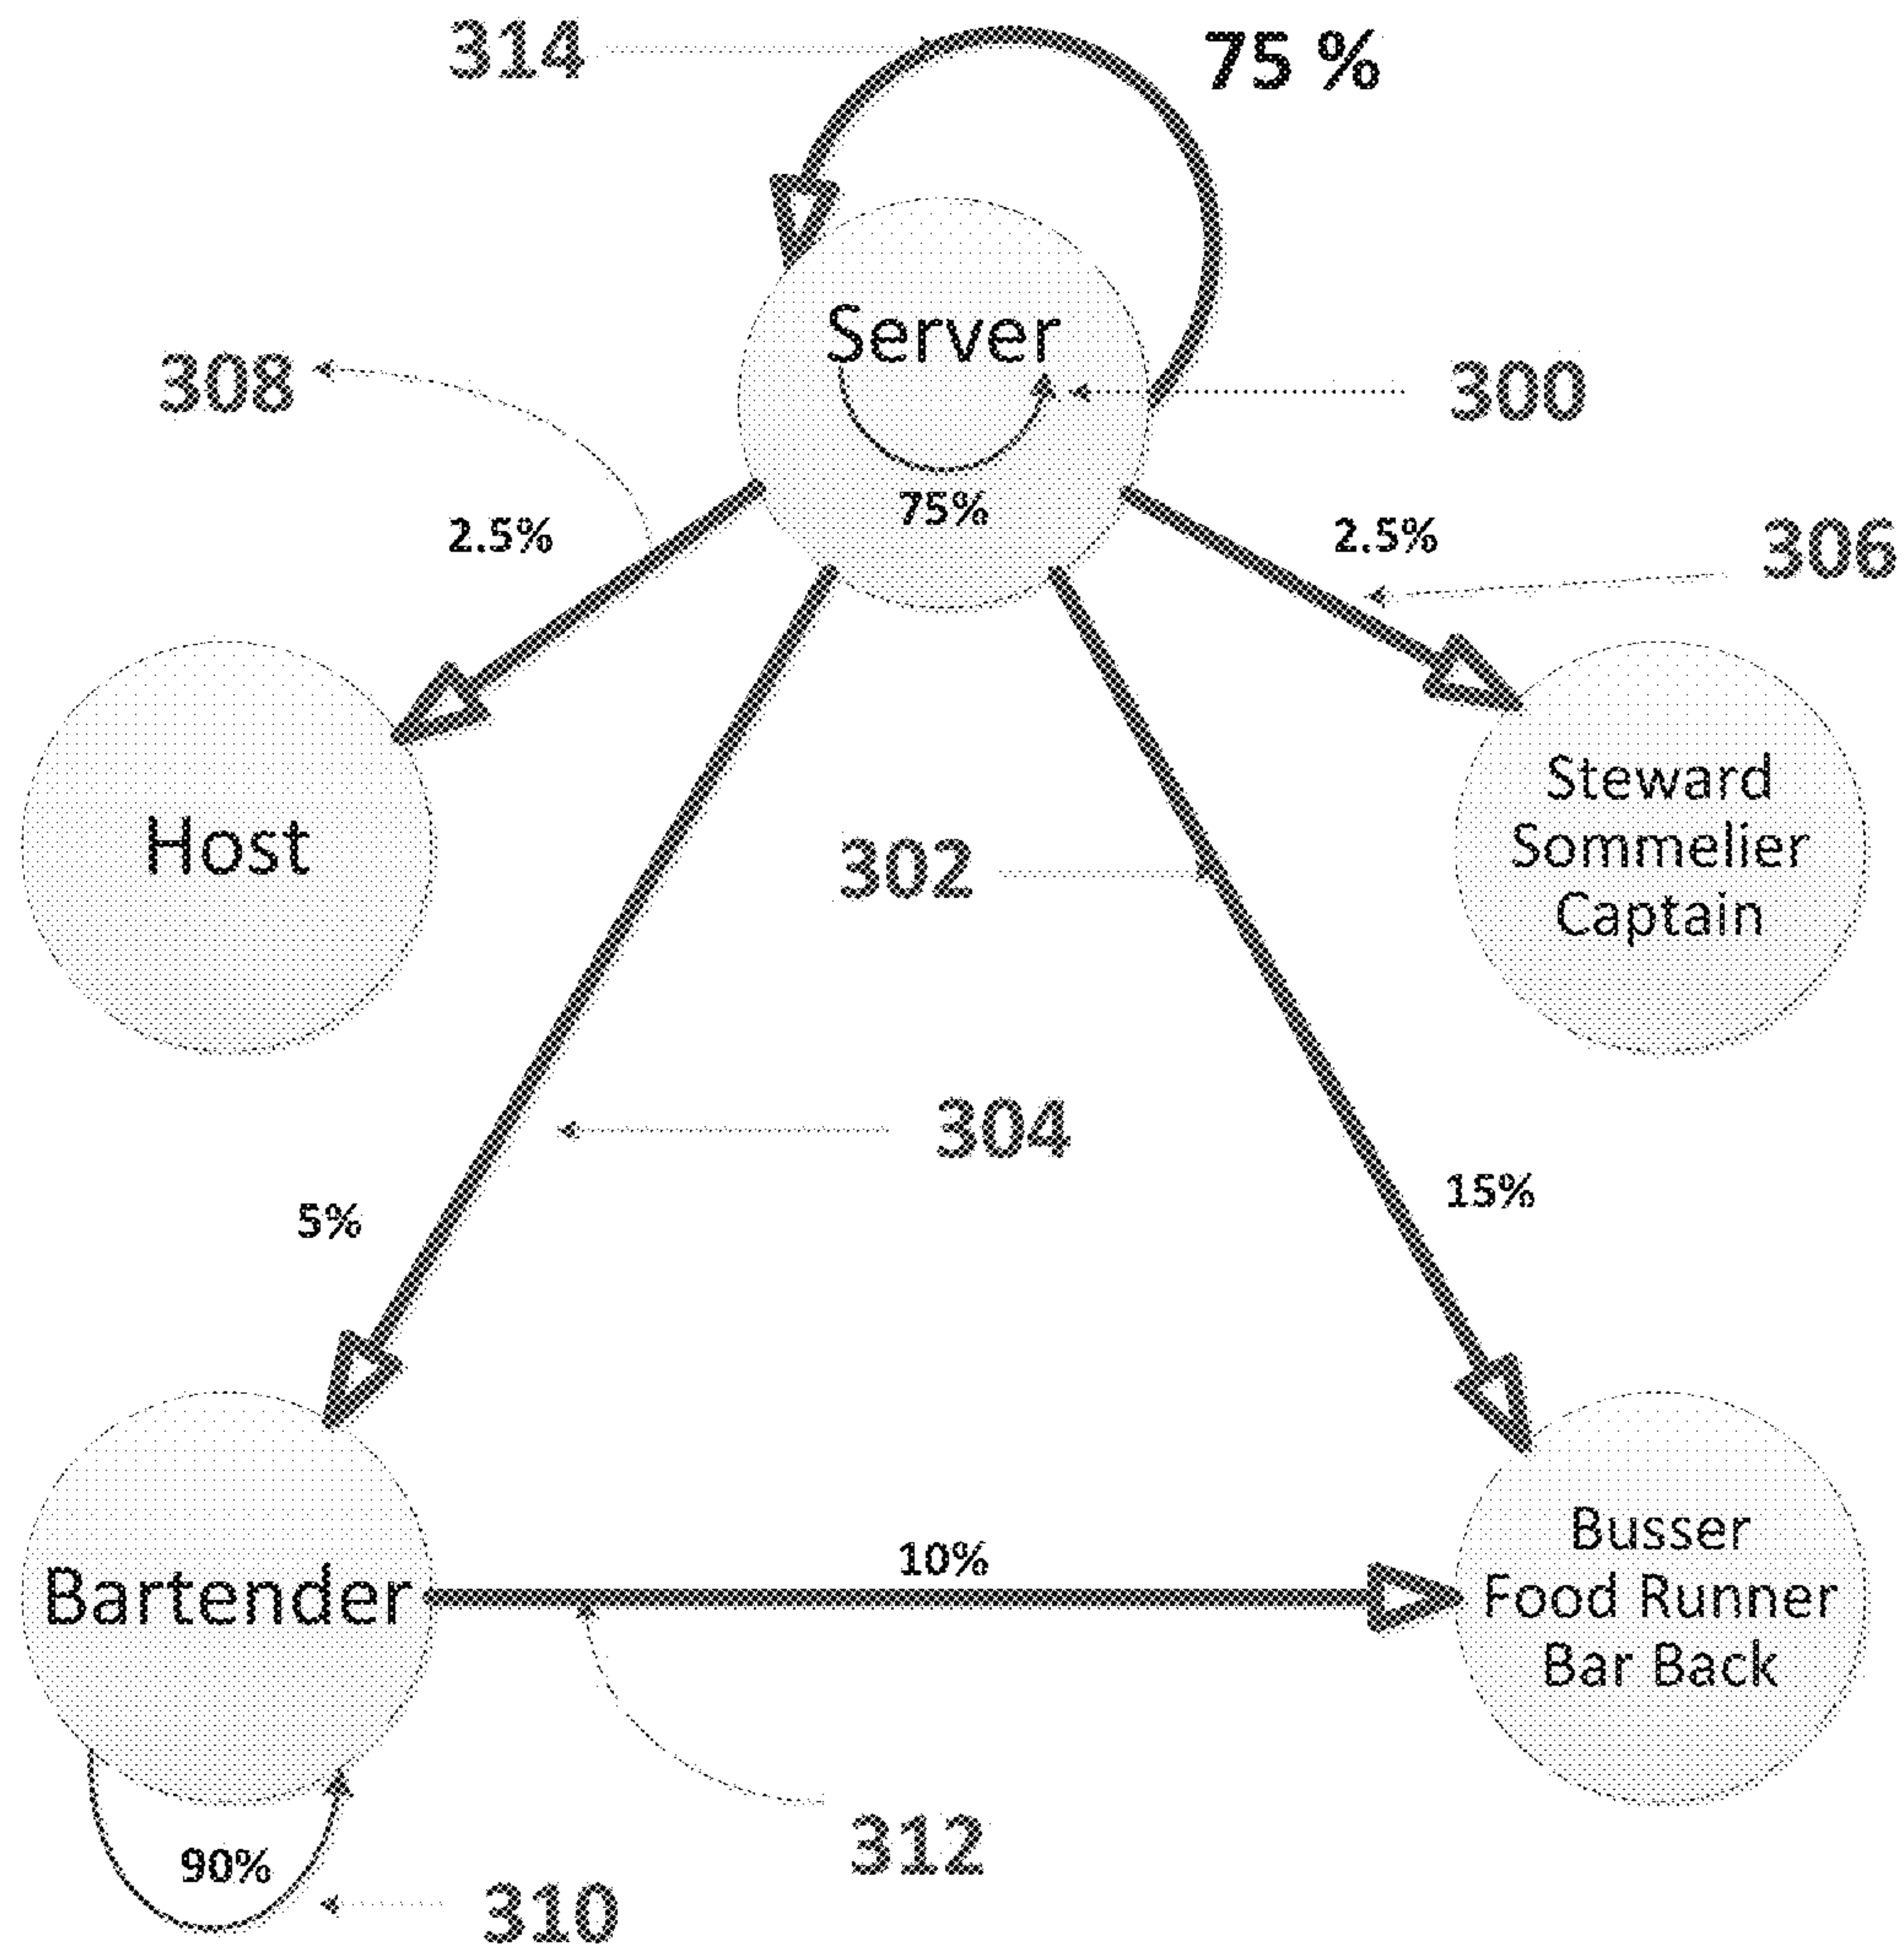 314
75 %
Server
308
300
75%
2.5%
2.5%
306
Host
Steward
Sommelier
Captain
302
304
5%
15%
10%
Bartender
Busser
Food Runner
Bar Back
312
90%
310